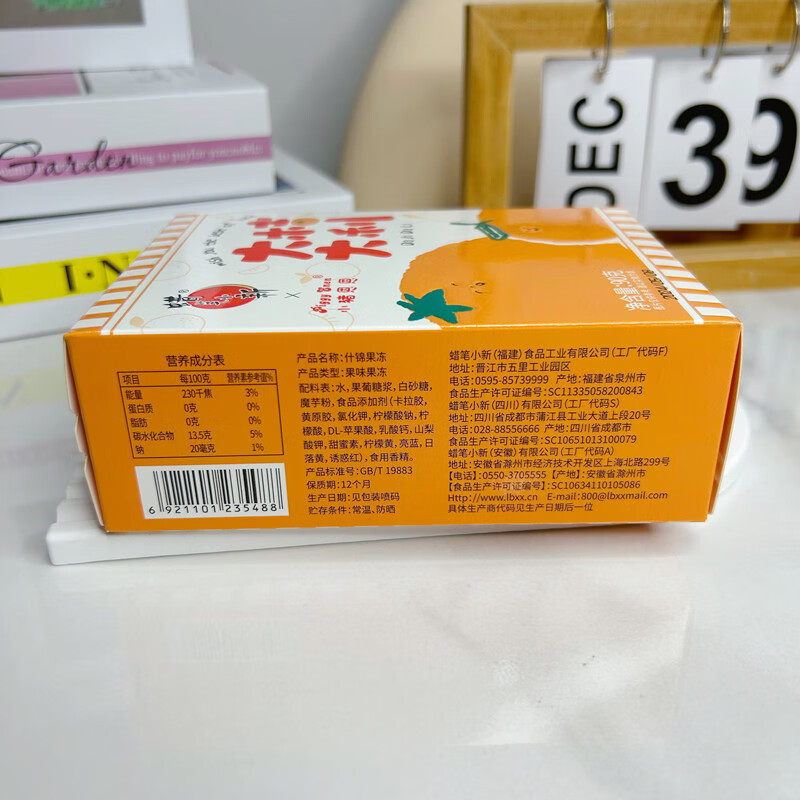 Garden
I·N
DEC
3
39
大桔
大利
DA JU DA LI
蜡笔小新
®
×
Piggy Bene
®
小猪
净含量:90克
营养成分表
项目 每100克 营养素参考值%
能量 230千焦 3%
蛋白质 0克 0%
脂肪 0克 0%
碳水化合物 13.5克 5%
钠 20毫克 1%
6 921101 235488
产品名称:什锦果冻
产品类型:果味果冻
配料表:水,果葡糖浆,白砂糖,
魔芋粉,食品添加剂(卡拉胶,
黄原胶,氯化钾,柠檬酸钠,柠
檬酸,DL-苹果酸,乳酸钙,山梨
酸钾,甜蜜素,柠檬黄,亮蓝,日
落黄,诱惑红),食用香精。
产品标准号:GB/T 19883
保质期:12个月
生产日期:见包装喷码
贮存条件:常温、防晒
蜡笔小新(福建)食品工业有限公司(工厂代码F)
地址:晋江市五里工业园区
电话:0595-85739999 产地:福建省泉州市
食品生产许可证编号:SC11335058200843
蜡笔小新(四川)有限公司(工厂代码S)
地址:四川省成都市蒲江县工业大道上段20号
电话:028-88556666 产地:四川省成都市
食品生产许可证编号:SC10651013100079
蜡笔小新(安徽)有限公司(工厂代码A)
地址:安徽省滁州市经济技术开发区上海北路299号
【电话】:0550-3705555【产地】:安徽省滁州市
【食品生产许可证编号】:SC10634110105086
Http://www.lbxx.cn E-mail:800@lbxxmail.com
具体生产商代码见生产日期后一位